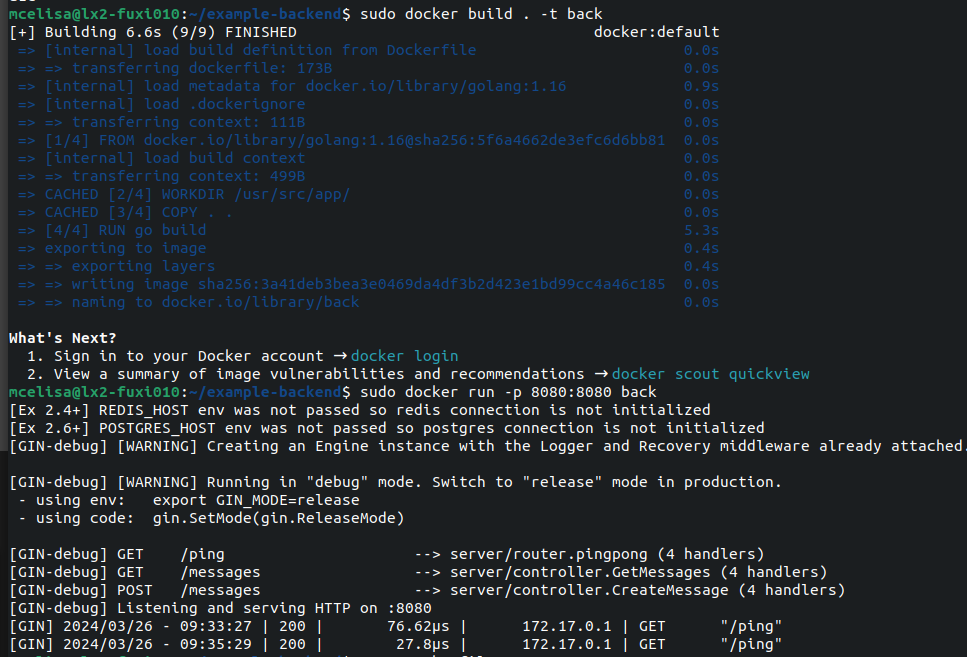 mcelisa@lx2-fuxi010:~/example-backend$ sudo docker build . -t back
[+] Building 6.6s (9/9) FINISHED docker:default
=> [internal] load build definition from Dockerfile 0.0s
=> => transferring dockerfile: 173B 0.0s
=> [internal] load metadata for docker.io/library/golang:1.16 0.9s
=> [internal] load .dockerignore 0.0s
=> => transferring context: 111B 0.0s
=> [1/4] FROM docker.io/library/golang:1.16@sha256:5f6a4662de3efc6d6bb81 0.0s
=> [internal] load build context 0.0s
=> => transferring context: 499B 0.0s
=> CACHED [2/4] WORKDIR /usr/src/app/ 0.0s
=> CACHED [3/4] COPY . . 0.0s
=> [4/4] RUN go build 5.3s
=> exporting to image 0.4s
=> => exporting layers 0.4s
=> => writing image sha256:3a41deb3bea3e0469da4df3b2d423e1bd99cc4a46c185 0.0s
=> => naming to docker.io/library/back 0.0s
What's Next?
1. Sign in to your Docker account → docker login
2. View a summary of image vulnerabilities and recommendations → docker scout quickview
mcelisa@lx2-fuxi010:~/example-backend$ sudo docker run -p 8080:8080 back
[Ex 2.4+] REDIS_HOST env was not passed so redis connection is not initialized
[Ex 2.6+] POSTGRES_HOST env was not passed so postgres connection is not initialized
[GIN-debug] [WARNING] Creating an Engine instance with the Logger and Recovery middleware already attached.
[GIN-debug] [WARNING] Running in "debug" mode. Switch to "release" mode in production.
- using env: export GIN_MODE=release
- using code: gin.SetMode(gin.ReleaseMode)
[GIN-debug] GET /ping --> server/router.pingpong (4 handlers)
[GIN-debug] GET /messages --> server/controller.GetMessages (4 handlers)
[GIN-debug] POST /messages --> server/controller.CreateMessage (4 handlers)
[GIN-debug] Listening and serving HTTP on :8080
[GIN] 2024/03/26 - 09:33:27 | 200 | 76.62µs | 172.17.0.1 | GET "/ping"
[GIN] 2024/03/26 - 09:35:29 | 200 | 27.8µs | 172.17.0.1 | GET "/ping"